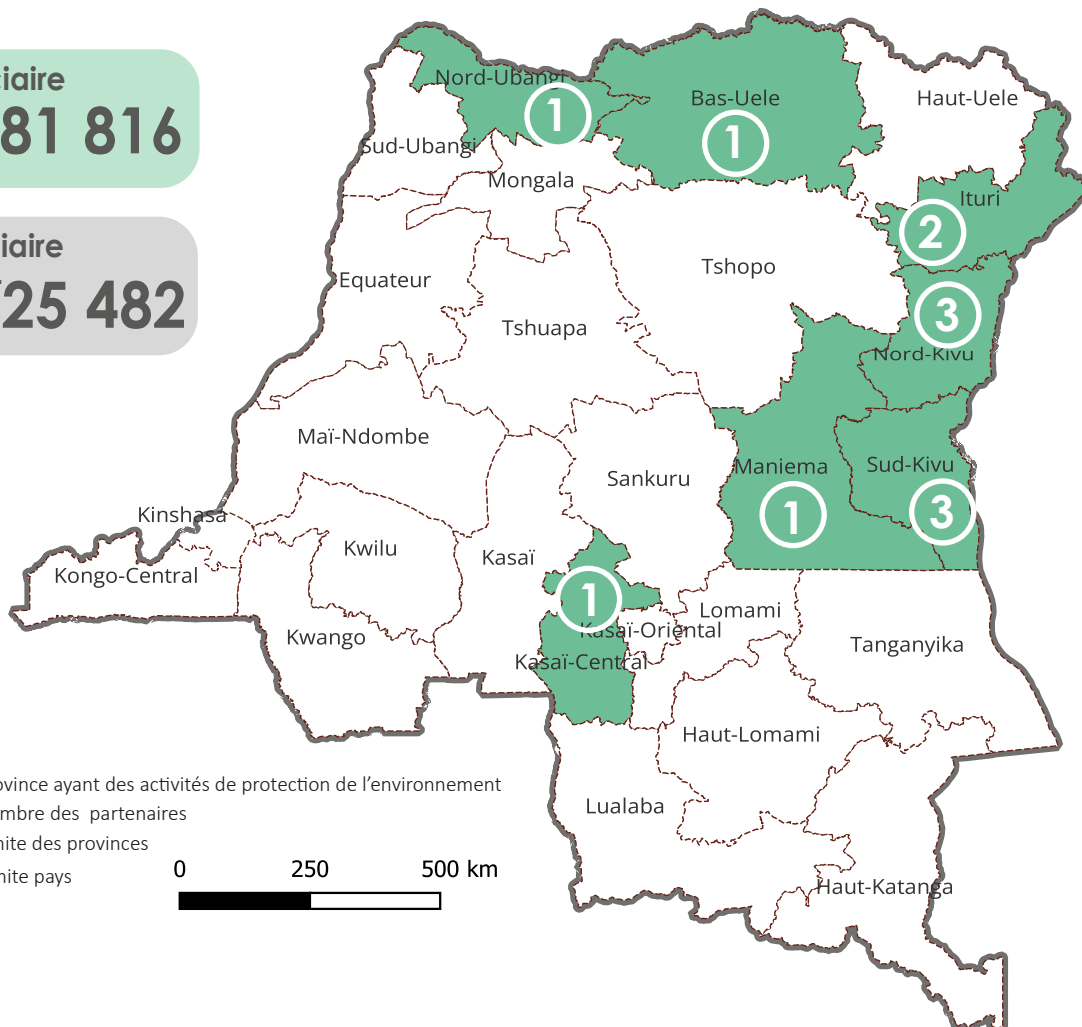 ciaire
81 816
iaire
725 482
Nord-Ubangi
1
Bas-Uele
1
Haut-Uele
Sud-Ubangi
Mongala
Ituri
2
Equateur
Tshopo
Tshuapa
3
Nord-Kivu
Maï-Ndombe
Sankuru
Maniema
1
Sud-Kivu
3
Kinshasa
Kongo-Central
Kwilu
Kasaï
1
Lomami
Kasaï-Oriental
Kwango
Kasaï-Central
Tanganyika
Haut-Lomami
Lualaba
Haut-Katanga
ovince ayant des activités de protection de l’environnement
mbre des partenaires
nite des provinces
nite pays
0 250 500 km